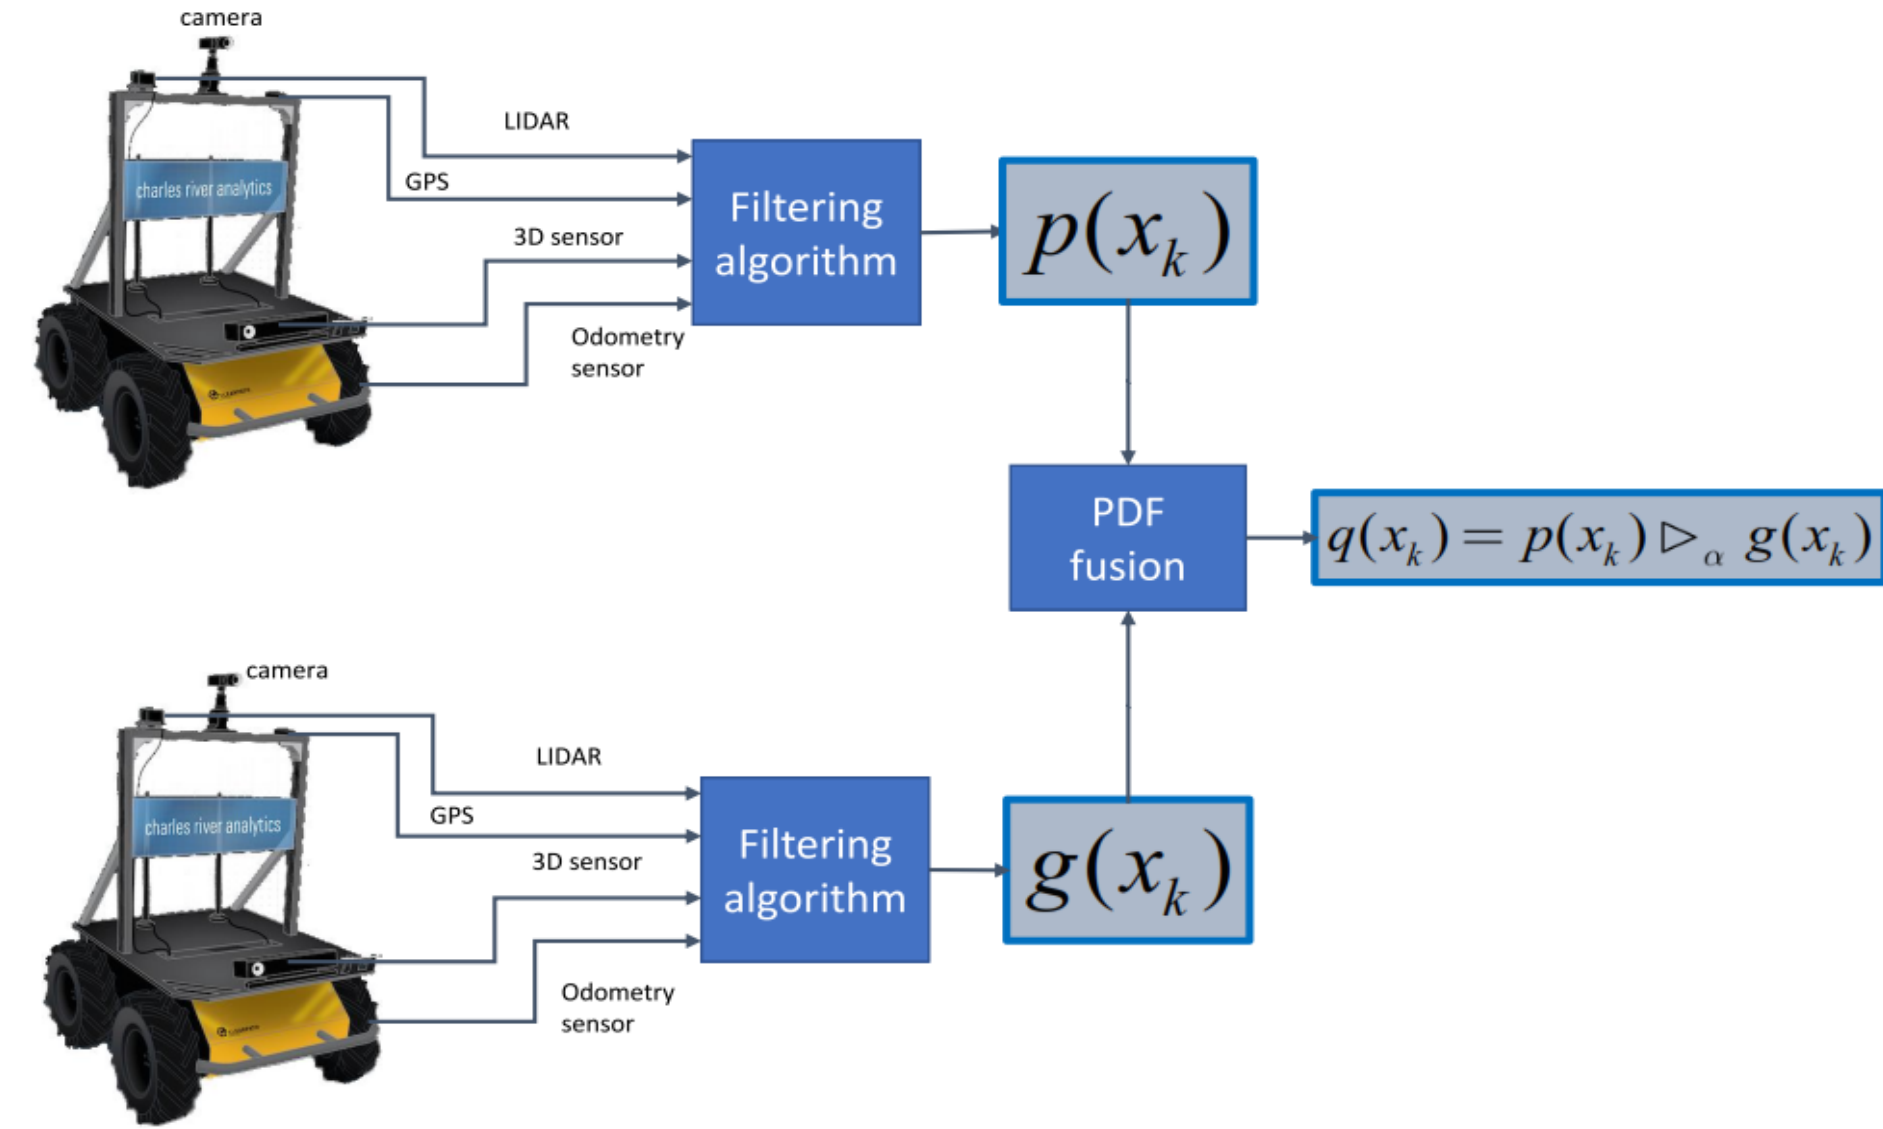 camera
LIDAR
GPS
3D sensor
Odometry
sensor
charles river analytics
Filtering
algorithm
p(x_k)
PDF
fusion
q(x_k) = p(x_k) ▷_α g(x_k)
camera
LIDAR
GPS
3D sensor
Odometry
sensor
charles river analytics
Filtering
algorithm
g(x_k)